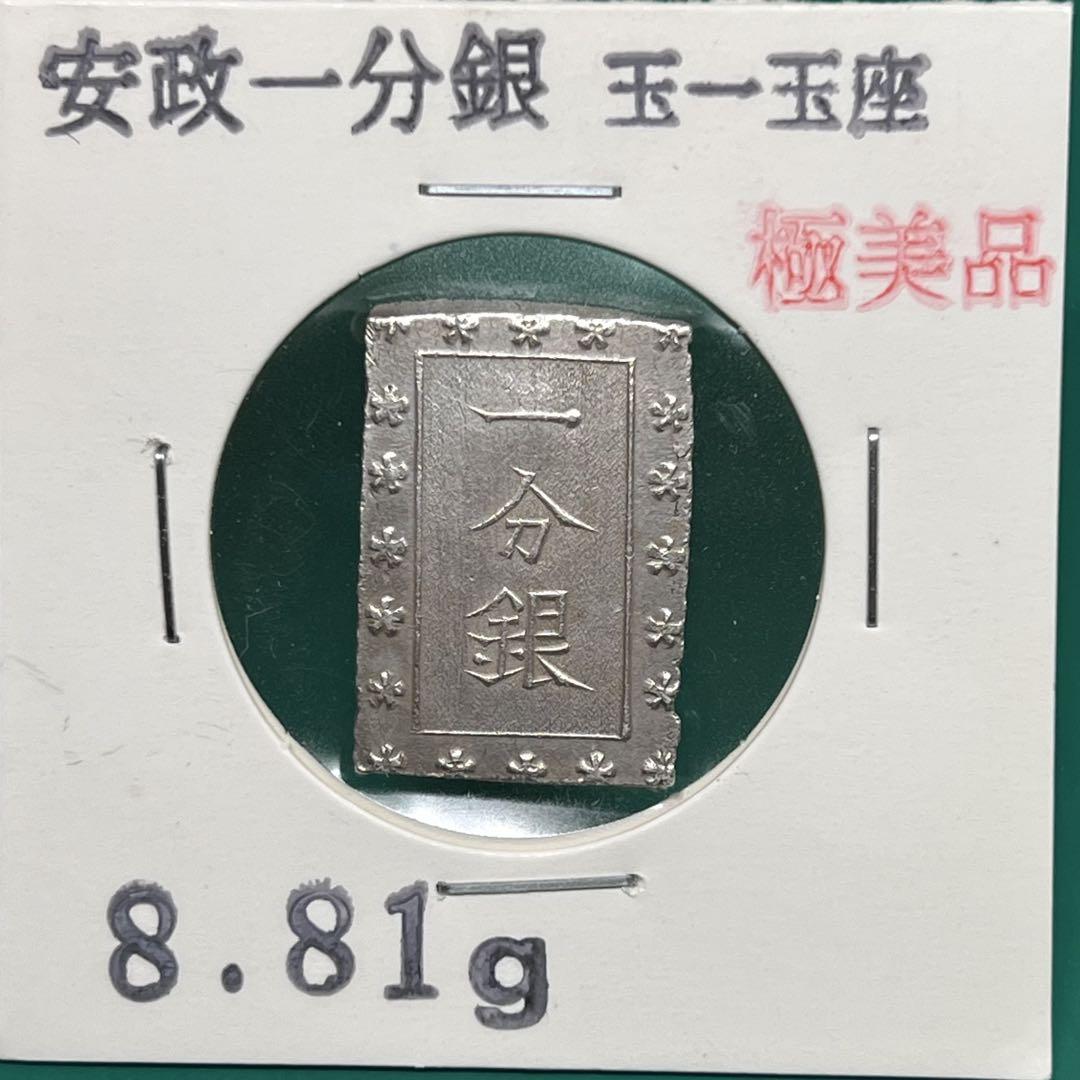 安政一分銀 玉一玉座
極美品
一
分
銀
8.81g